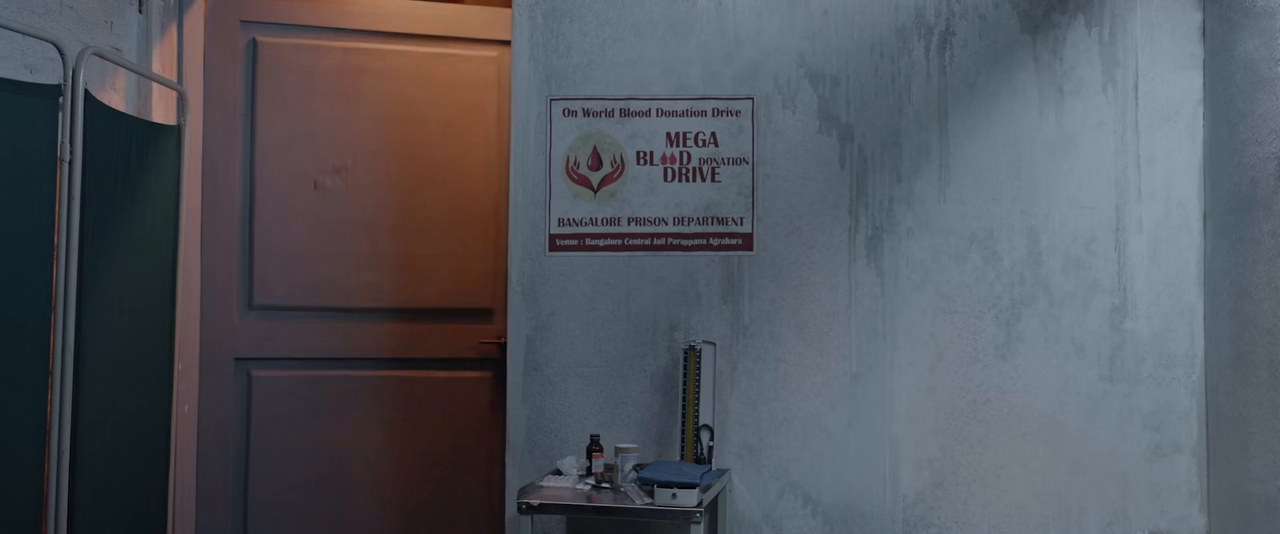 On World Blood Donation Drive
MEGA
BLOOD DONATION
DRIVE
BANGALORE PRISON DEPARTMENT
Venue : Bangalore Central Jail Parappana Agrahara